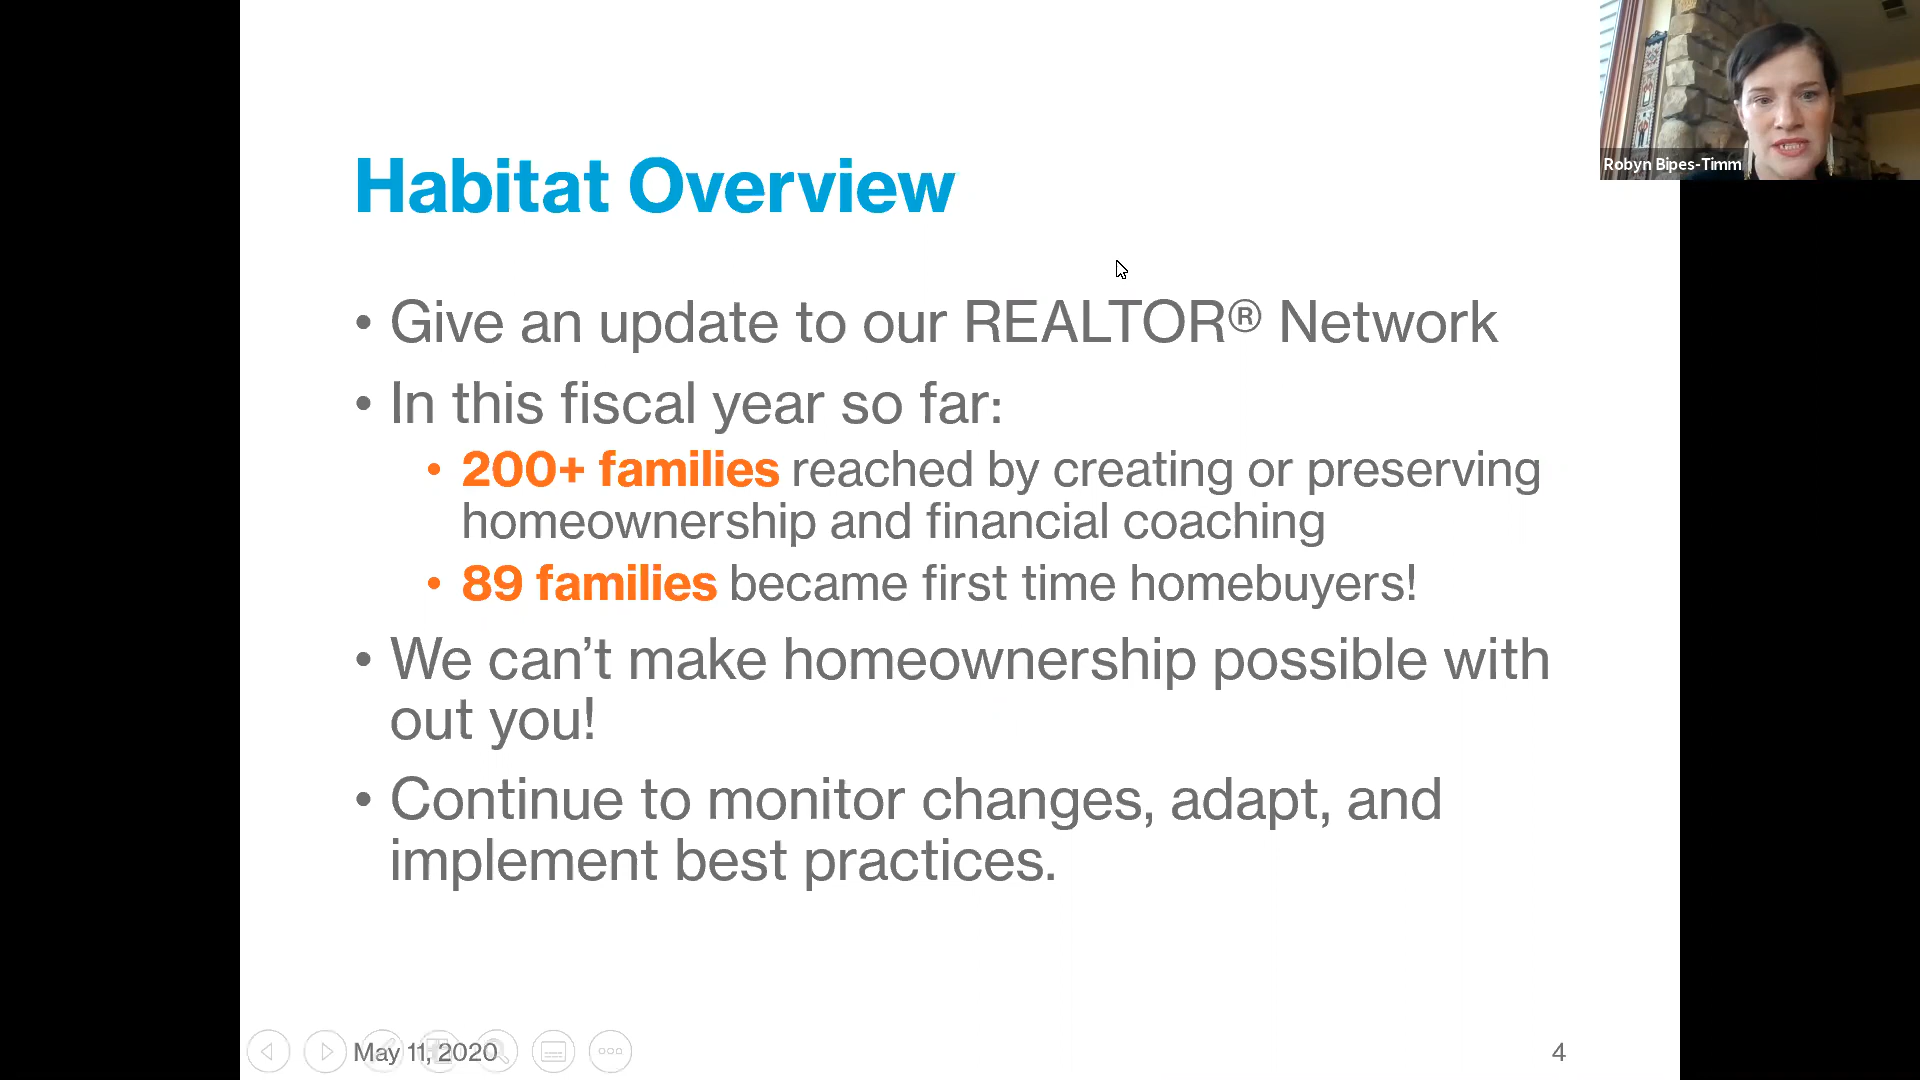 Robyn Bipes-Timm
Habitat Overview
• Give an update to our REALTOR® Network
• In this fiscal year so far:
• 200+ families reached by creating or preserving
homeownership and financial coaching
• 89 families became first time homebuyers!
• We can’t make homeownership possible with
out you!
• Continue to monitor changes, adapt, and
implement best practices.
May 11, 2020
4